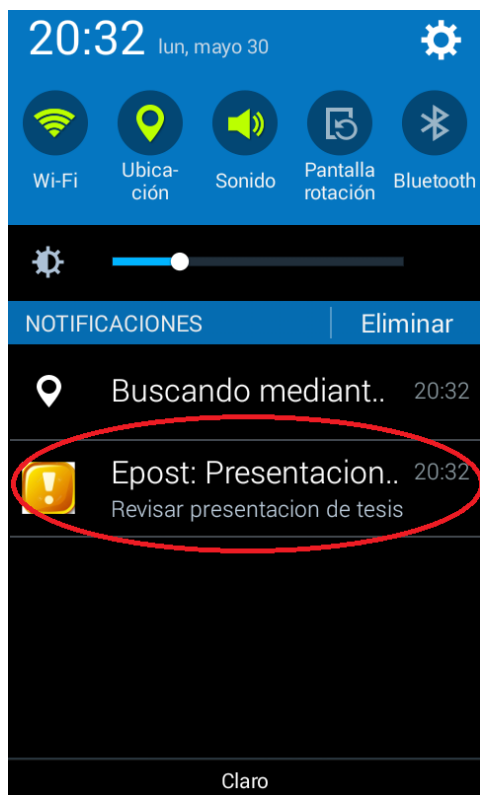 20:32 lun, mayo 30
Wi-Fi
Ubica-
ción
Sonido
Pantalla
rotación
Bluetooth
NOTIFICACIONES
Eliminar
Buscando mediant.. 20:32
Epost: Presentacion.. 20:32
Revisar presentacion de tesis
Claro